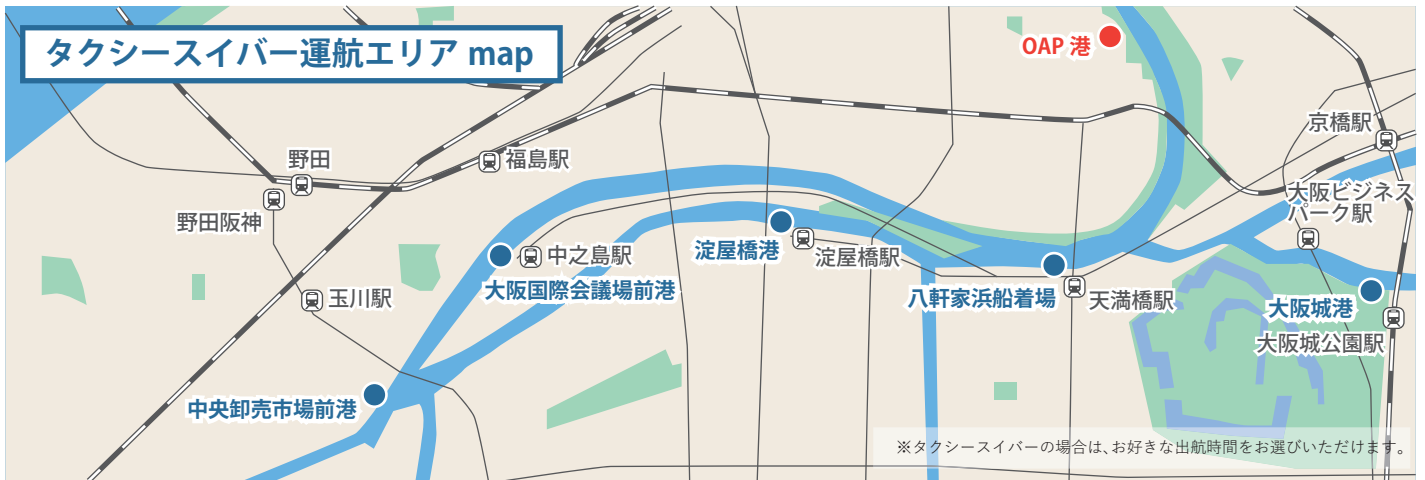 タクシースイバー運航エリア map
OAP 港
京橋駅
野田
福島駅
大阪ビジネス
パーク駅
野田阪神
淀屋橋港
中之島駅
淀屋橋駅
大阪国際会議場前港
玉川駅
八軒家浜船着場
天満橋駅
大阪城港
大阪城公園駅
中央卸売市場前港
※タクシースイバーの場合は、お好きな出航時間をお選びいただけます。